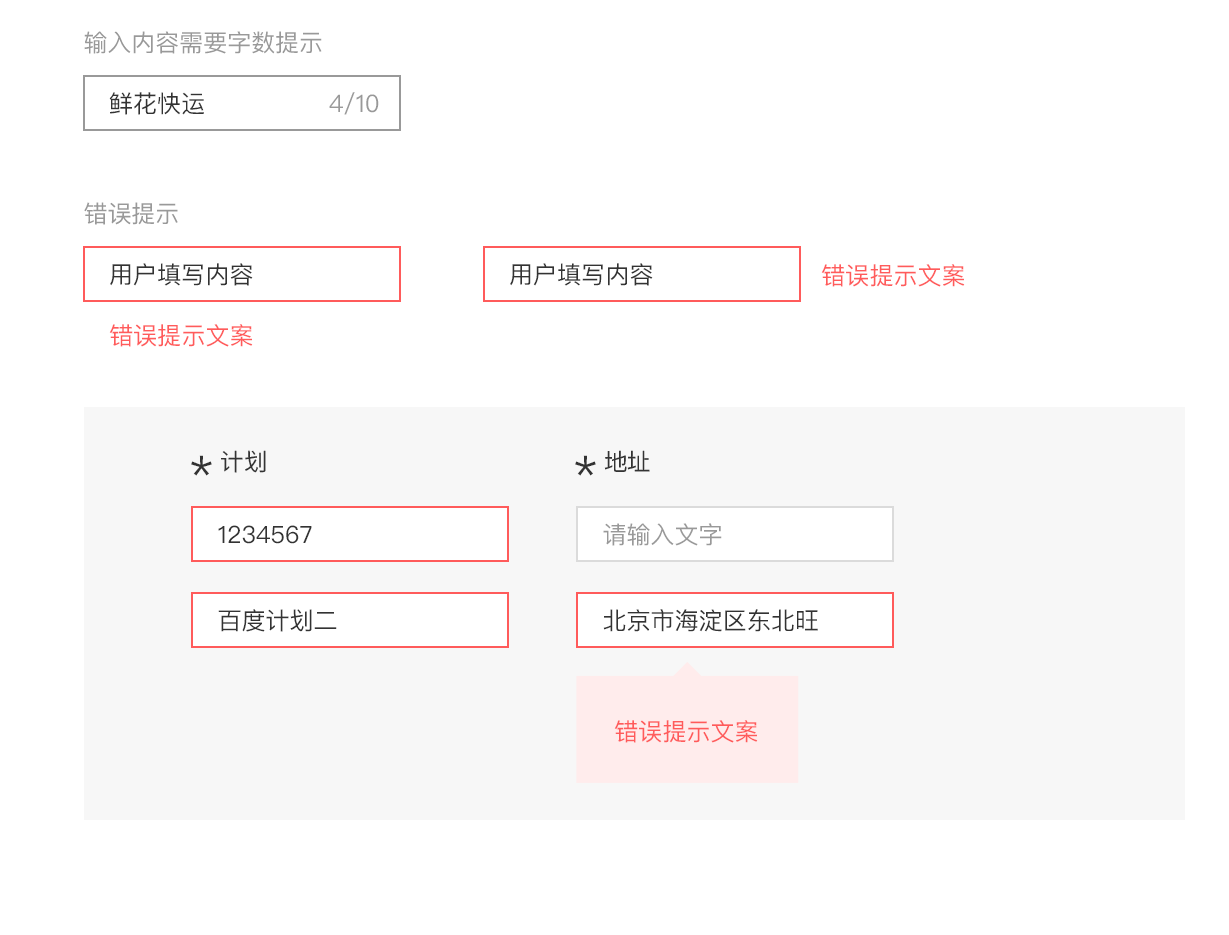 输入内容需要字数提示
鲜花快运 4/10
错误提示
用户填写内容 用户填写内容 错误提示文案
错误提示文案
* 计划 * 地址
1234567 请输入文字
百度计划二 北京市海淀区东北旺
错误提示文案